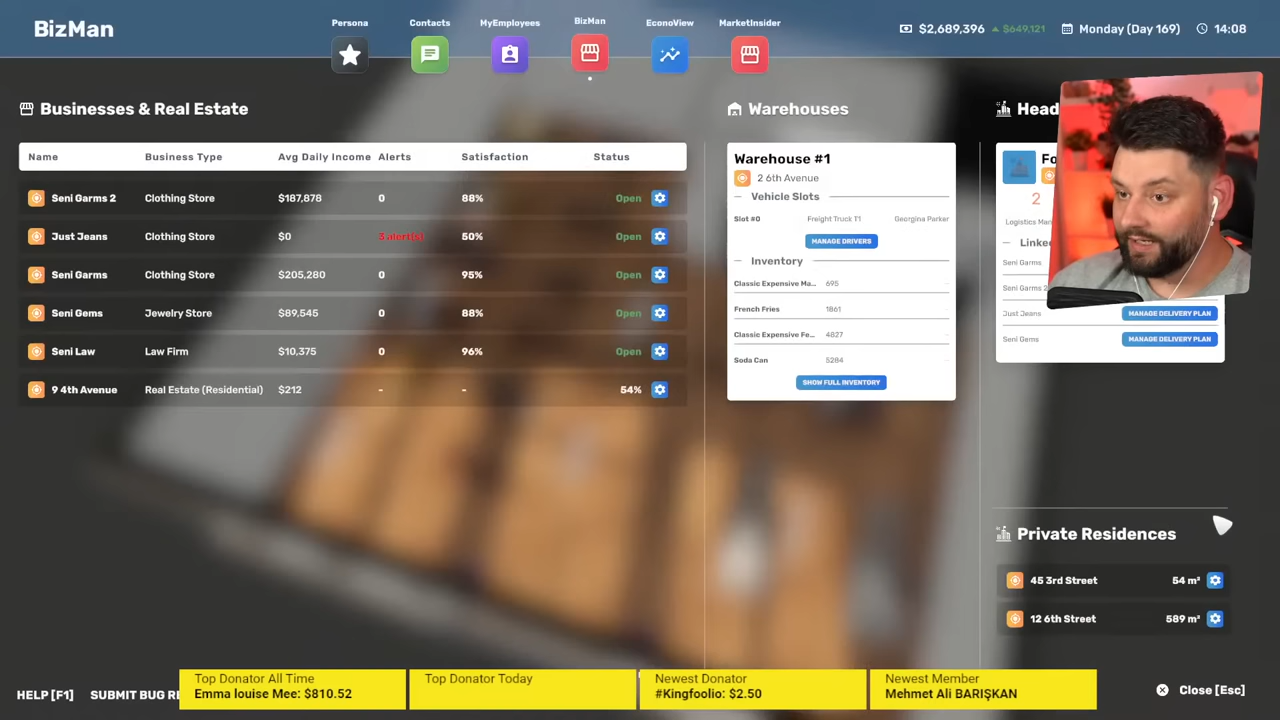 BizMan
Persona
Contacts
MyEmployees
BizMan
EconoView
MarketInsider
$2,689,396 ▲ $649,121
Monday (Day 169)
14:08
Businesses & Real Estate
Name Business Type Avg Daily Income Alerts Satisfaction Status
Seni Garms 2 Clothing Store $187,878 0 88% Open
Just Jeans Clothing Store $0 3 alert(s) 50% Open
Seni Garms Clothing Store $205,280 0 95% Open
Seni Gems Jewelry Store $89,545 0 88% Open
Seni Law Law Firm $10,375 0 96% Open
9 4th Avenue Real Estate (Residential) $212 - - 54%
Warehouses
Warehouse #1
2 6th Avenue
Vehicle Slots
Slot #0 Freight Truck T1 Georgina Parker
MANAGE DRIVERS
Inventory
Classic Expensive Ma... 695
French Fries 1861
Classic Expensive Fe... 4827
Soda Can 5284
SHOW FULL INVENTORY
Head
Fo
2
Logistics Man
Linke
Seni Garms
Seni Garms 2
Just Jeans MANAGE DELIVERY PLAN
Seni Gems MANAGE DELIVERY PLAN
Private Residences
45 3rd Street 54 m²
12 6th Street 589 m²
HELP [F1]
SUBMIT BUG RE
Top Donator All Time
Emma louise Mee: $810.52
Top Donator Today
Newest Donator
#Kingfoolio: $2.50
Newest Member
Mehmet Ali BARIŞKAN
Close [Esc]